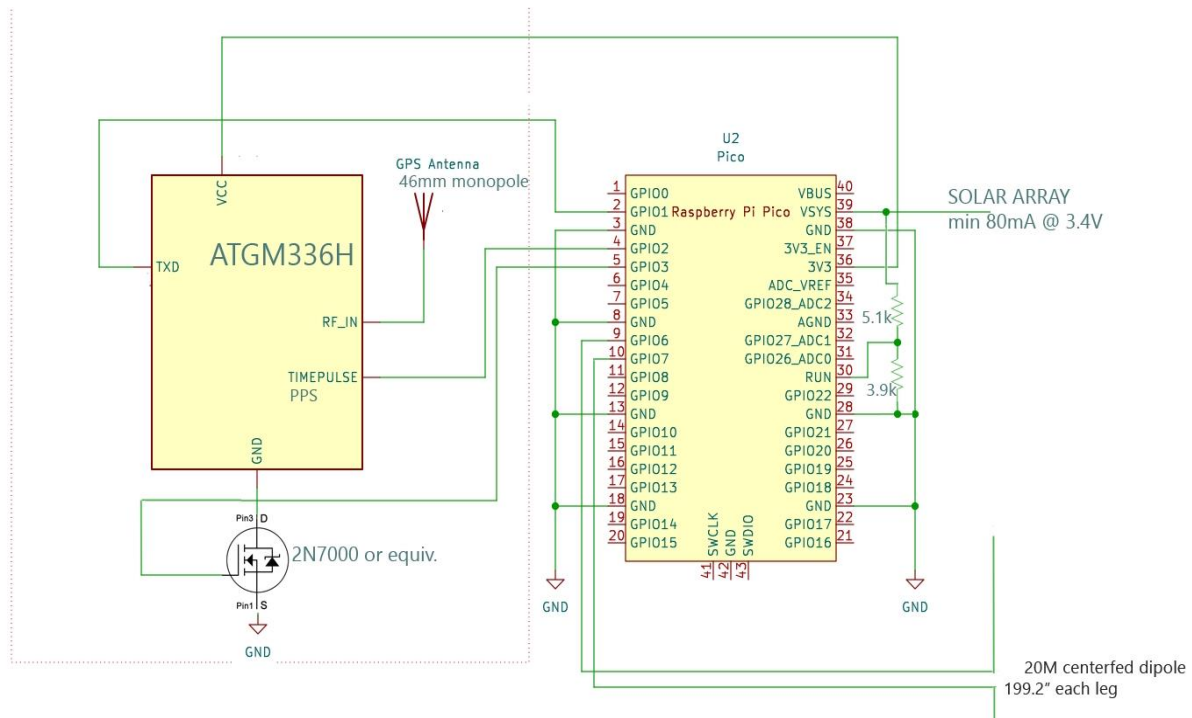 U2
Pico
GPS Antenna
46mm monopole
VCC
ATGM336H
TXD
RF_IN
TIMEPULSE
PPS
GND
Pin3 D
2N7000 or equiv.
Pin1 S
GND
Raspberry Pi Pico
1 GPIO0
2 GPIO1
3 GND
4 GPIO2
5 GPIO3
6 GPIO4
7 GPIO5
8 GND
9 GPIO6
10 GPIO7
11 GPIO8
12 GPIO9
13 GND
14 GPIO10
15 GPIO11
16 GPIO12
17 GPIO13
18 GND
19 GPIO14
20 GPIO15
VBUS 40
VSYS 39
GND 38
3V3_EN 37
3V3 36
ADC_VREF 35
GPIO28_ADC2 34
AGND 33
GPIO27_ADC1 32
GPIO26_ADC0 31
RUN 30
GPIO22 29
GND 28
GPIO21 27
GPIO20 26
GPIO19 25
GPIO18 24
GND 23
GPIO17 22
GPIO16 21
SWCLK 41
GND 42
SWDIO 43
SOLAR ARRAY
min 80mA @ 3.4V
5.1k
3.9k
GND
GND
20M centerfed dipole
199.2” each leg